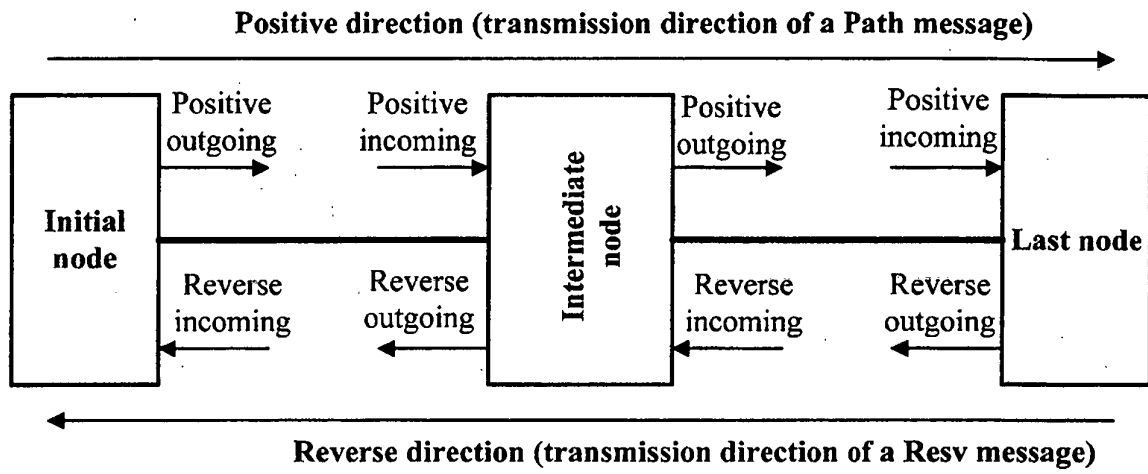 Positive direction (transmission direction of a Path message)
Positive
outgoing
Positive
incoming
Positive
outgoing
Positive
incoming
Initial
node
Intermediate
node
Last node
Reverse
incoming
Reverse
outgoing
Reverse
incoming
Reverse
outgoing
Reverse direction (transmission direction of a Resv message)